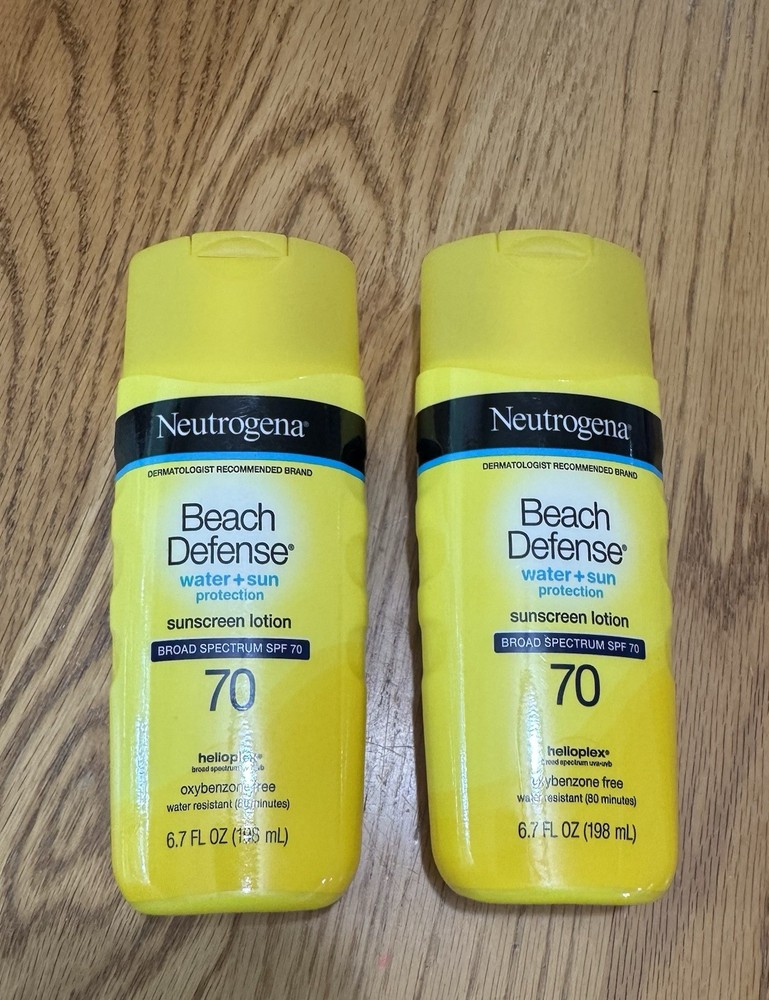 Neutrogena®
DERMATOLOGIST RECOMMENDED BRAND
Beach
Defense®
water+sun
protection
sunscreen lotion
BROAD SPECTRUM SPF 70
70
helioplex®
broad spectrum uva-uvb
oxybenzone free
water resistant (80 minutes)
6.7 FL OZ (198 mL)
Neutrogena®
DERMATOLOGIST RECOMMENDED BRAND
Beach
Defense®
water+sun
protection
sunscreen lotion
BROAD SPECTRUM SPF 70
70
helioplex®
broad spectrum uva-uvb
oxybenzone free
water resistant (80 minutes)
6.7 FL OZ (198 mL)